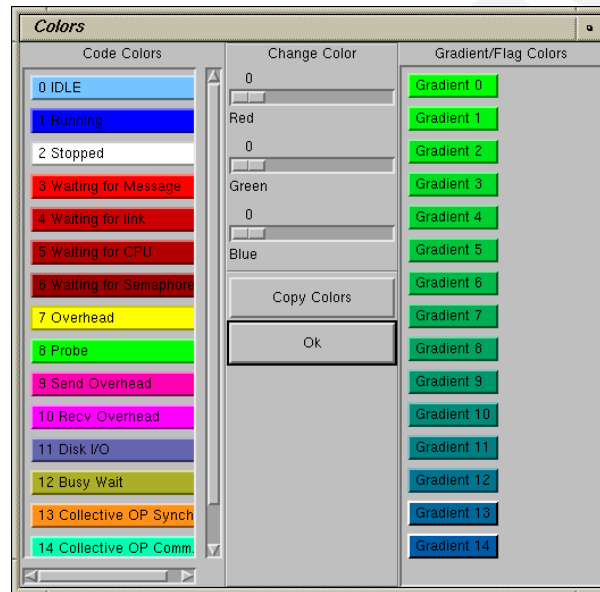 Colors
Code Colors
0 IDLE
1 Running
2 Stopped
3 Waiting for Message
4 Waiting for link
5 Waiting for CPU
6 Waiting for Semaphore
7 Overhead
8 Probe
9 Send Overhead
10 Recv Overhead
11 Disk I/O
12 Busy Wait
13 Collective OP Synch
14 Collective OP Comm.
Change Color
0
Red
0
Green
0
Blue
Copy Colors
Ok
Gradient/Flag Colors
Gradient 0
Gradient 1
Gradient 2
Gradient 3
Gradient 4
Gradient 5
Gradient 6
Gradient 7
Gradient 8
Gradient 9
Gradient 10
Gradient 11
Gradient 12
Gradient 13
Gradient 14